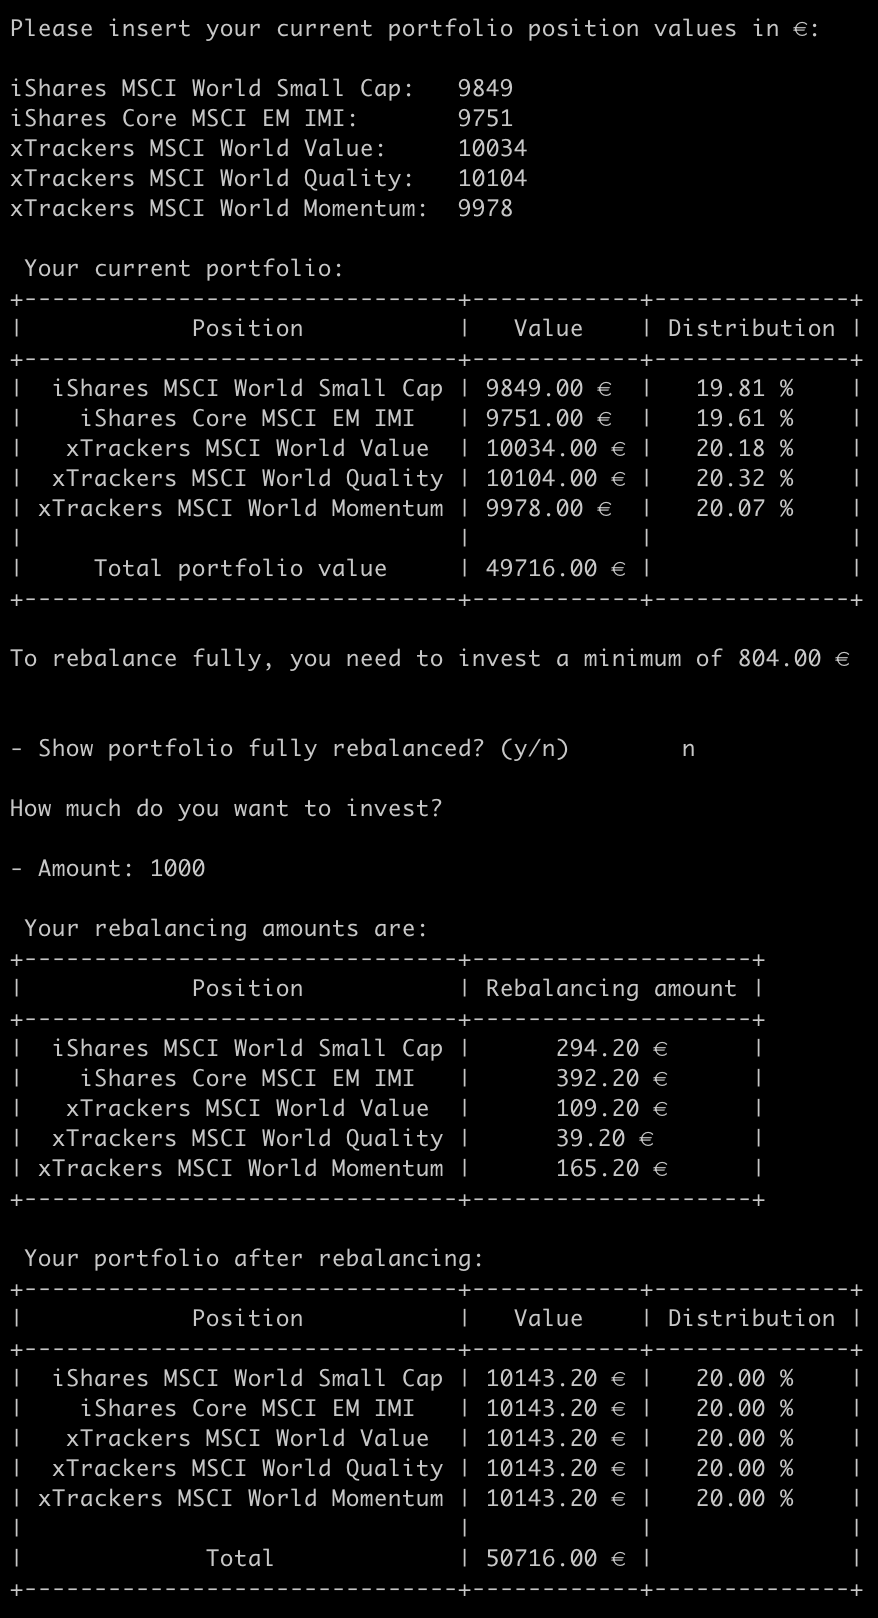 Please insert your current portfolio position values in €:

iShares MSCI World Small Cap:   9849
iShares Core MSCI EM IMI:       9751
xTrackers MSCI World Value:     10034
xTrackers MSCI World Quality:   10104
xTrackers MSCI World Momentum:  9978

 Your current portfolio:
+-------------------------------+------------+--------------+
|            Position           |   Value    | Distribution |
+-------------------------------+------------+--------------+
|  iShares MSCI World Small Cap | 9849.00 €  |   19.81 %    |
|    iShares Core MSCI EM IMI   | 9751.00 €  |   19.61 %    |
|   xTrackers MSCI World Value  | 10034.00 € |   20.18 %    |
|  xTrackers MSCI World Quality | 10104.00 € |   20.32 %    |
| xTrackers MSCI World Momentum | 9978.00 €  |   20.07 %    |
|                               |            |              |
|     Total portfolio value     | 49716.00 € |              |
+-------------------------------+------------+--------------+

To rebalance fully, you need to invest a minimum of 804.00 €


- Show portfolio fully rebalanced? (y/n)        n

How much do you want to invest?

- Amount: 1000

 Your rebalancing amounts are:
+-------------------------------+--------------------+
|            Position           | Rebalancing amount |
+-------------------------------+--------------------+
|  iShares MSCI World Small Cap |      294.20 €      |
|    iShares Core MSCI EM IMI   |      392.20 €      |
|   xTrackers MSCI World Value  |      109.20 €      |
|  xTrackers MSCI World Quality |      39.20 €       |
| xTrackers MSCI World Momentum |      165.20 €      |
+-------------------------------+--------------------+

 Your portfolio after rebalancing:
+-------------------------------+------------+--------------+
|            Position           |   Value    | Distribution |
+-------------------------------+------------+--------------+
|  iShares MSCI World Small Cap | 10143.20 € |   20.00 %    |
|    iShares Core MSCI EM IMI   | 10143.20 € |   20.00 %    |
|   xTrackers MSCI World Value  | 10143.20 € |   20.00 %    |
|  xTrackers MSCI World Quality | 10143.20 € |   20.00 %    |
| xTrackers MSCI World Momentum | 10143.20 € |   20.00 %    |
|                               |            |              |
|             Total             | 50716.00 € |              |
+-------------------------------+------------+--------------+